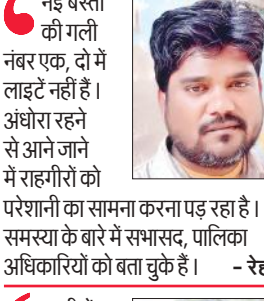 नई बस्ती
की गली
नंबर एक, दो में
लाइटें नहीं हैं।
अंधोरा रहने
से आने जाने
में राहगीरों को
परेशानी का सामना करना पड़ रहा है।
समस्या के बारे में सभासद, पालिका
अधिकारियों को बता चुके हैं। -